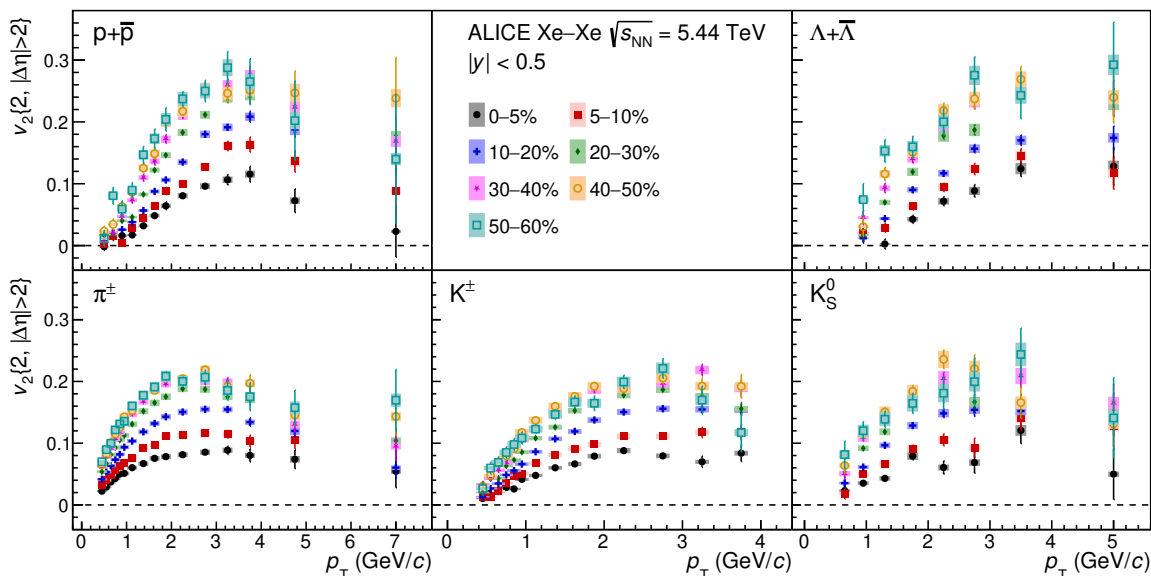 p+p̅
ALICE Xe–Xe √sNN = 5.44 TeV
|y| < 0.5
Λ+Λ̅
0–5%
5–10%
10–20%
20–30%
30–40%
40–50%
50–60%
v2{2, |Δη|>2}
0.3
0.2
0.1
0
π±
K±
K0S
v2{2, |Δη|>2}
0.3
0.2
0.1
0
0 1 2 3 4 5 6 7
0 1 2 3 4
0 1 2 3 4 5
pT (GeV/c)
pT (GeV/c)
pT (GeV/c)